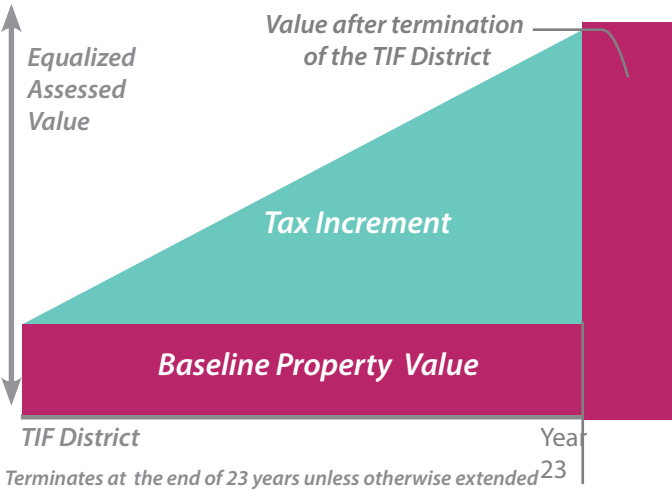 Value after termination
of the TIF District
Equalized
Assessed
Value
Tax Increment
Baseline Property Value
TIF District
Year
23
Terminates at the end of 23 years unless otherwise extended